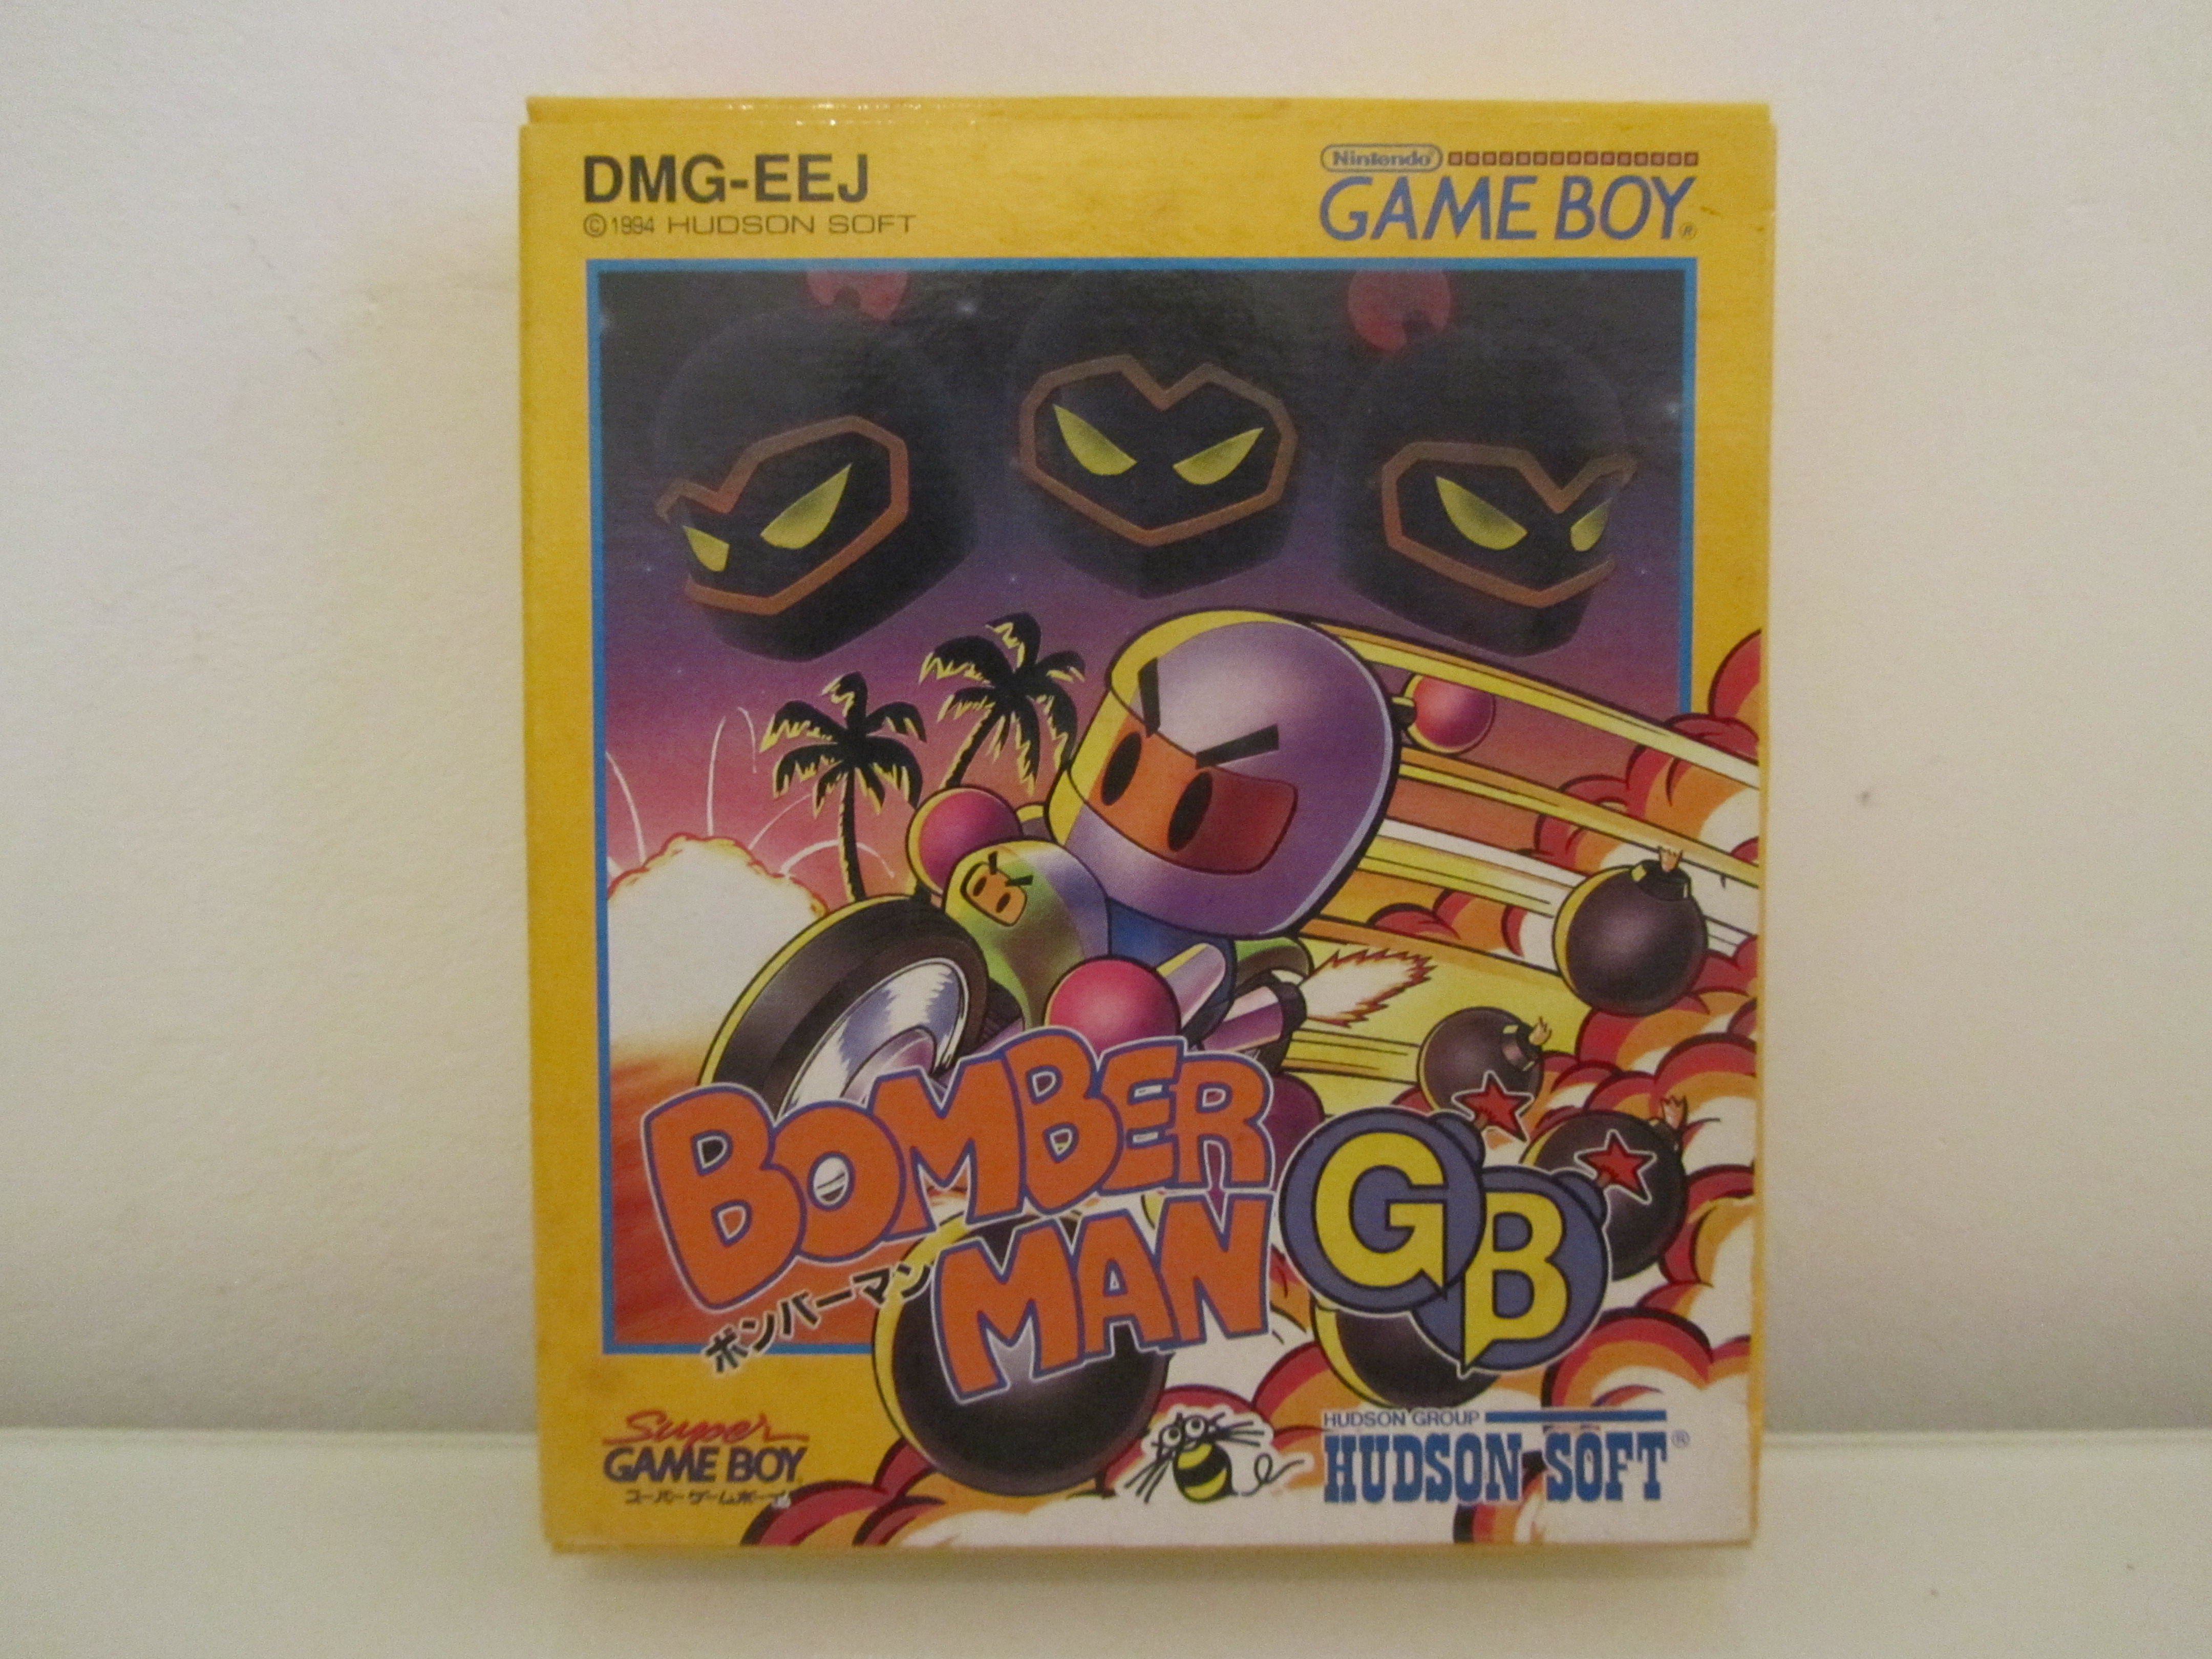 DMG-EEJ
©1994 HUDSON SOFT
Nintendo®
GAME BOY®
BOMBER
MAN
GB
ボンバーマン
Super
GAME BOY
スーパーゲームボーイ
HUDSON GROUP
HUDSON SOFT®